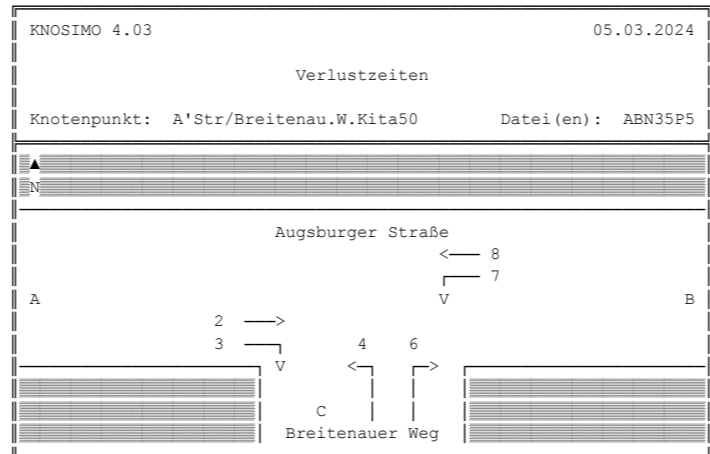 KNOSIMO 4.03 05.03.2024
Verlustzeiten
Knotenpunkt: A'Str/Breitenau.W.Kita50 Datei(en): ABN35P5
N
Augsburger Straße
8
7
A V B
2
3 4 6
V
C
Breitenauer Weg